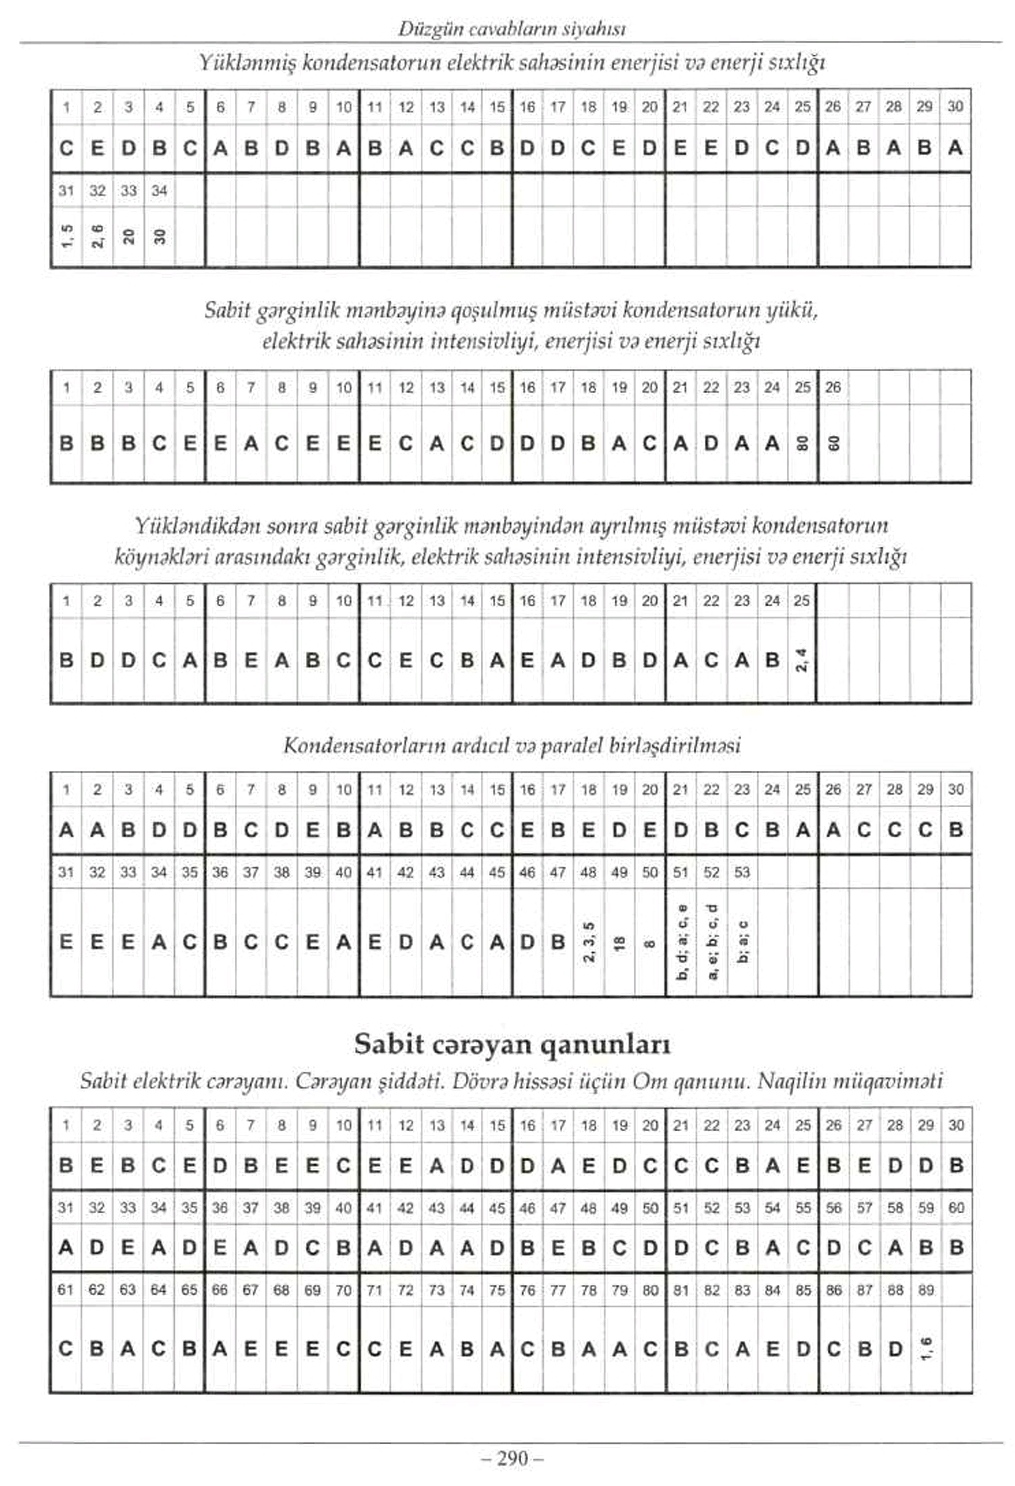 Düzgün cavabların siyahısı
Yüklənmiş kondensatorun elektrik sahəsinin enerjisi və enerji sıxlığı
1 2 3 4 5 6 7 8 9 10 11 12 13 14 15 16 17 18 19 20 21 22 23 24 25 26 27 28 29 30
C E D B C A B D B A B A C C B D D C E D E E D C D A B A B A
31 32 33 34
1, 5 2, 6 20 30
Sabit gərginlik mənbəyinə qoşulmuş müstəvi kondensatorun yükü,
elektrik sahəsinin intensivliyi, enerjisi və enerji sıxlığı
1 2 3 4 5 6 7 8 9 10 11 12 13 14 15 16 17 18 19 20 21 22 23 24 25 26
B B B C E E A C E E E C A C D D D B A C A D A A 80 60
Yükləndikdən sonra sabit gərginlik mənbəyindən ayrılmış müstəvi kondensatorun
köynəkləri arasındakı gərginlik, elektrik sahəsinin intensivliyi, enerjisi və enerji sıxlığı
1 2 3 4 5 6 7 8 9 10 11 12 13 14 15 16 17 18 19 20 21 22 23 24 25
B D D C A B E A B C C E C B A E A D B D A C A B 2, 4
Kondensatorların ardıcıl və paralel birləşdirilməsi
1 2 3 4 5 6 7 8 9 10 11 12 13 14 15 16 17 18 19 20 21 22 23 24 25 26 27 28 29 30
A A B D D B C D E B A B B C C E B E D E D B C B A A C C C B
31 32 33 34 35 36 37 38 39 40 41 42 43 44 45 46 47 48 49 50 51 52 53
E E E A C B C C E A E D A C A D B 2, 3, 5 18 8 b, d; a; c, e a, e; b; c, d b; a; c
Sabit cərəyan qanunları
Sabit elektrik cərəyanı. Cərəyan şiddəti. Dövrə hissəsi üçün Om qanunu. Naqilin müqaviməti
1 2 3 4 5 6 7 8 9 10 11 12 13 14 15 16 17 18 19 20 21 22 23 24 25 26 27 28 29 30
B E B C E D B E E C E E A D D D A E D C C C B A E B E D D B
31 32 33 34 35 36 37 38 39 40 41 42 43 44 45 46 47 48 49 50 51 52 53 54 55 56 57 58 59 60
A D E A D E A D C B A D A A D B E B C D D C B A C D C A B B
61 62 63 64 65 66 67 68 69 70 71 72 73 74 75 76 77 78 79 80 81 82 83 84 85 86 87 88 89
C B A C B A E E E C C E A B A C B A A C B C A E D C B D 1, 6
– 290 –